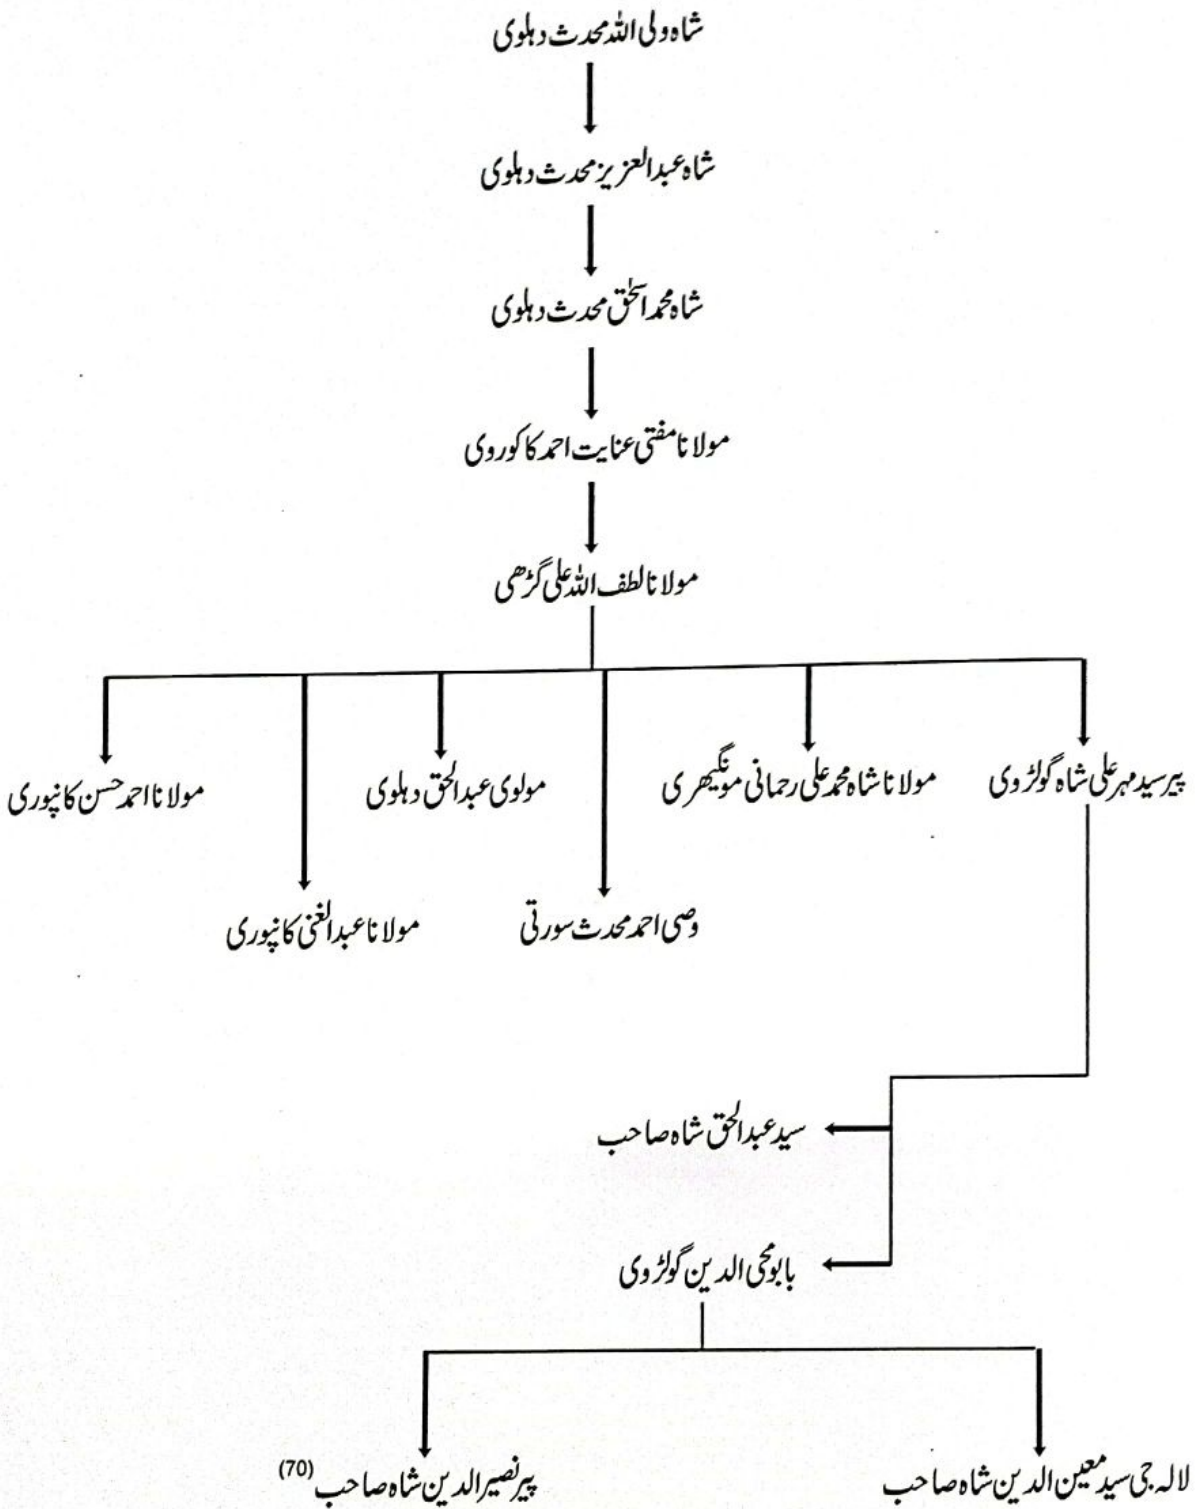 شاہ ولی اللہ محدث دہلوی
شاہ عبدالعزیز محدث دہلوی
شاہ محمد اسحٰق محدث دہلوی
مولانا مفتی عنایت احمد کاکوروی
مولانا لطف اللہ علی گڑھی
پیر سید مہر علی شاہ گولڑوی
مولانا شاہ محمد علی رحمانی مونگیھری
مولوی عبدالحق دہلوی
مولانا احمد حسن کانپوری
وصی احمد محدث سورتی
مولانا عبدالغنی کانپوری
سید عبدالحق شاہ صاحب
بابو محی الدین گولڑوی
لالہ جی سید معین الدین شاہ صاحب
پیر نصیر الدین شاہ صاحب (70)